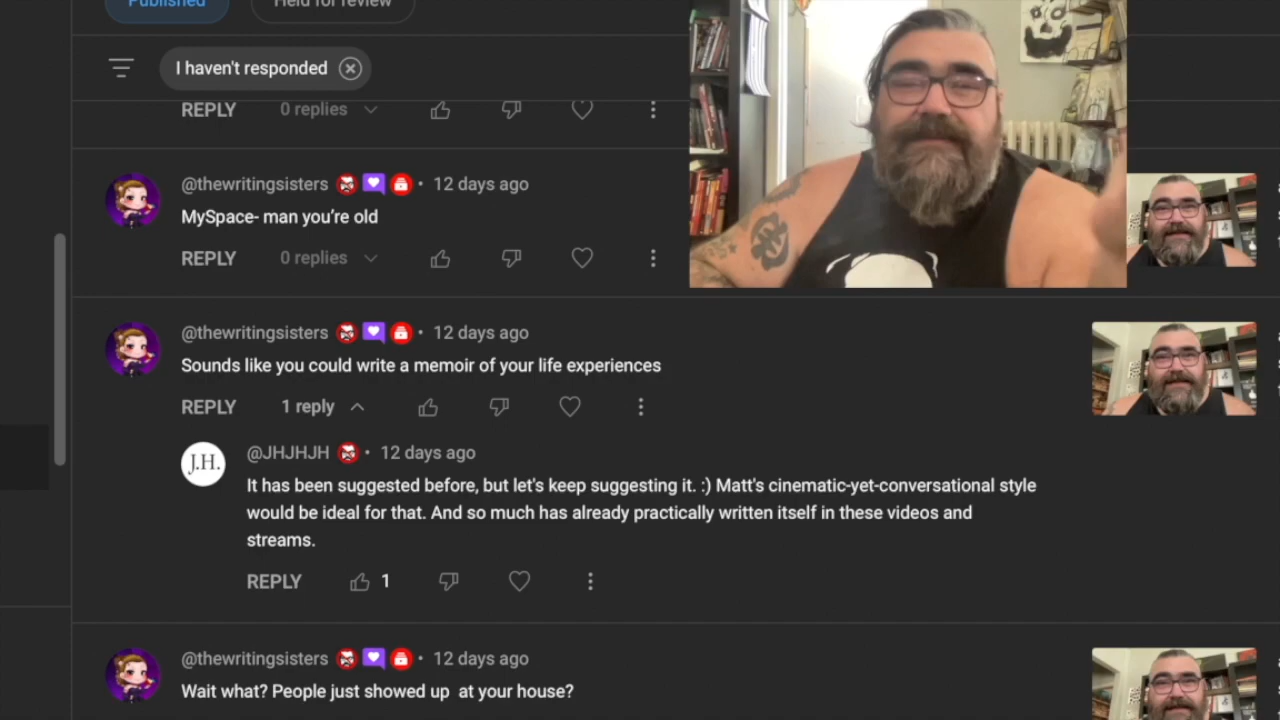 Published
Held for review
I haven't responded
REPLY
0 replies
@thewritingsisters • 12 days ago
MySpace- man you’re old
REPLY
0 replies
@thewritingsisters • 12 days ago
Sounds like you could write a memoir of your life experiences
REPLY
1 reply
J.H.
@JHJHJH • 12 days ago
It has been suggested before, but let's keep suggesting it. :) Matt's cinematic-yet-conversational style
would be ideal for that. And so much has already practically written itself in these videos and
streams.
REPLY
1
@thewritingsisters • 12 days ago
Wait what? People just showed up at your house?